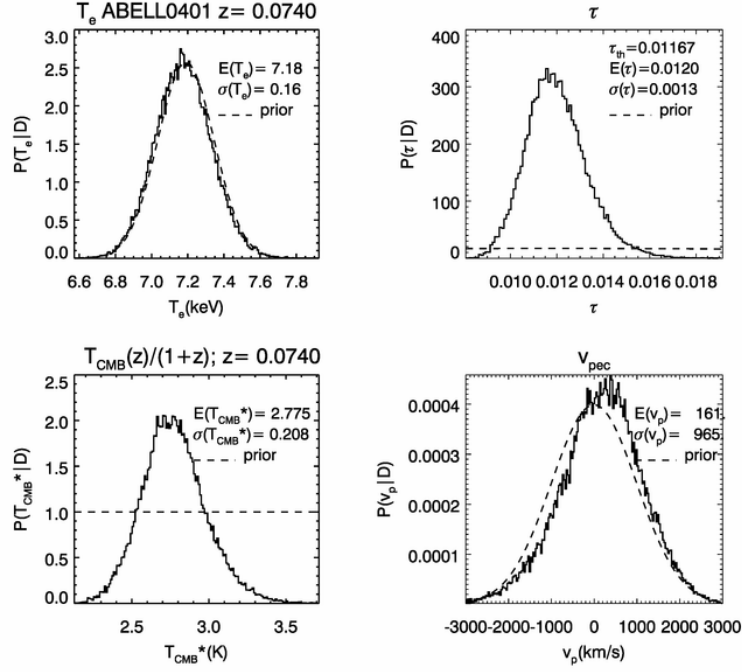 T_e ABELL0401 z= 0.0740
E(T_e)= 7.18
σ(T_e)= 0.16
prior
P(T_e|D)
3.0
2.5
2.0
1.5
1.0
0.5
0.0
6.6 6.8 7.0 7.2 7.4 7.6 7.8
T_e(keV)
τ
τ_th=0.01167
E(τ)=0.0120
σ(τ)=0.0013
prior
P(τ|D)
400
300
200
100
0
0.010 0.012 0.014 0.016 0.018
τ
T_CMB(z)/(1+z); z= 0.0740
E(T_CMB*)= 2.775
σ(T_CMB*)= 0.208
prior
P(T_CMB*|D)
2.5
2.0
1.5
1.0
0.5
0.0
2.5 3.0 3.5
T_CMB*(K)
v_pec
E(v_p)= 161
σ(v_p)= 965
prior
P(v_p|D)
0.0004
0.0003
0.0002
0.0001
-3000-2000-1000 0 1000 2000 3000
v_p(km/s)